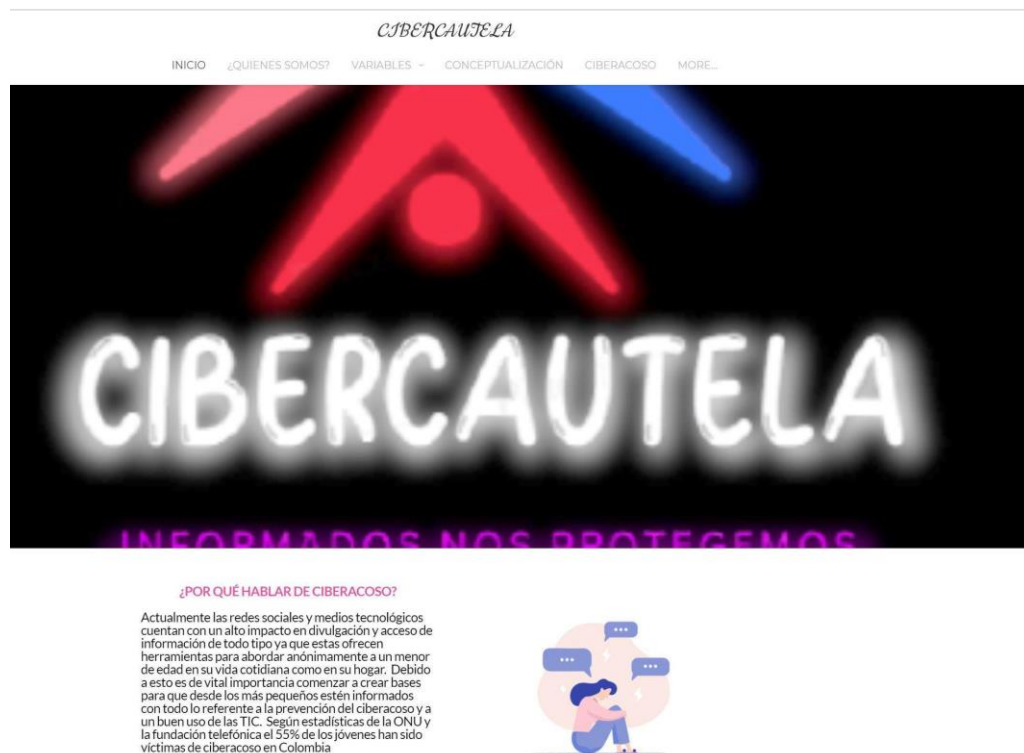 CIBERCAUTELA
INICIO ¿QUIENES SOMOS? VARIABLES CONCEPTUALIZACIÓN CIBERACOSO MORE...
CIBERCAUTELA
INFORMADOS NOS PROTEGEMOS
¿POR QUÉ HABLAR DE CIBERACOSO?
Actualmente las redes sociales y medios tecnológicos
cuentan con un alto impacto en divulgación y acceso de
información de todo tipo ya que estas ofrecen
herramientas para abordar anónimamente a un menor
de edad en su vida cotidiana como en su hogar. Debido
a esto es de vital importancia comenzar a crear bases
para que desde los más pequeños estén informados
con todo lo referente a la prevención del ciberacoso y a
un buen uso de las TIC. Según estadísticas de la ONU y
la fundación telefónica el 55% de los jóvenes han sido
víctimas de ciberacoso en Colombia